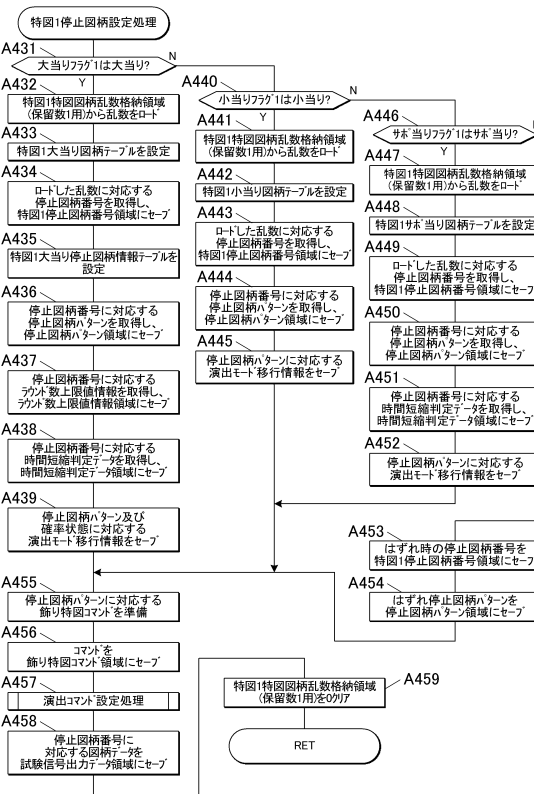 特図1停止図柄設定処理
A431
大当りフラグ1は大当り?
N
Y
A432
特図1特図図柄乱数格納領域
(保留数1用)から乱数をロード
A433
特図1大当り図柄テーブルを設定
A434
ロードした乱数に対応する
停止図柄番号を取得し、
特図1停止図柄番号領域にセーブ
A435
特図1大当り停止図柄情報テーブルを
設定
A436
停止図柄番号に対応する
停止図柄パターンを取得し、
停止図柄パターン領域にセーブ
A437
停止図柄番号に対応する
ラウンド数上限値情報を取得し、
ラウンド数上限値情報領域にセーブ
A438
停止図柄番号に対応する
時間短縮判定データを取得し、
時間短縮判定データ領域にセーブ
A439
停止図柄パターン及び
確率状態に対応する
演出モード移行情報をセーブ
A440
小当りフラグ1は小当り?
N
Y
A441
特図1特図図柄乱数格納領域
(保留数1用)から乱数をロード
A442
特図1小当り図柄テーブルを設定
A443
ロードした乱数に対応する
停止図柄番号を取得し、
特図1停止図柄番号領域にセーブ
A444
停止図柄番号に対応する
停止図柄パターンを取得し、
停止図柄パターン領域にセーブ
A445
停止図柄パターンに対応する
演出モード移行情報をセーブ
A446
サポ当りフラグ1はサポ当り?
Y
A447
特図1特図図柄乱数格納領域
(保留数1用)から乱数をロード
A448
特図1サポ当り図柄テーブルを設定
A449
ロードした乱数に対応する
停止図柄番号を取得し、
特図1停止図柄番号領域にセーブ
A450
停止図柄番号に対応する
停止図柄パターンを取得し、
停止図柄パターン領域にセーブ
A451
停止図柄番号に対応する
時間短縮判定データを取得し、
時間短縮判定データ領域にセーブ
A452
停止図柄パターンに対応する
演出モード移行情報をセーブ
A453
はずれ時の停止図柄番号を
特図1停止図柄番号領域にセーブ
A454
はずれ停止図柄パターンを
停止図柄パターン領域にセーブ
A455
停止図柄パターンに対応する
飾り特図コマンドを準備
A456
コマンドを
飾り特図コマンド領域にセーブ
A457
演出コマンド設定処理
A458
停止図柄番号に
対応する図柄データを
試験信号出力データ領域にセーブ
A459
特図1特図図柄乱数格納領域
(保留数1用)を0クリア
RET